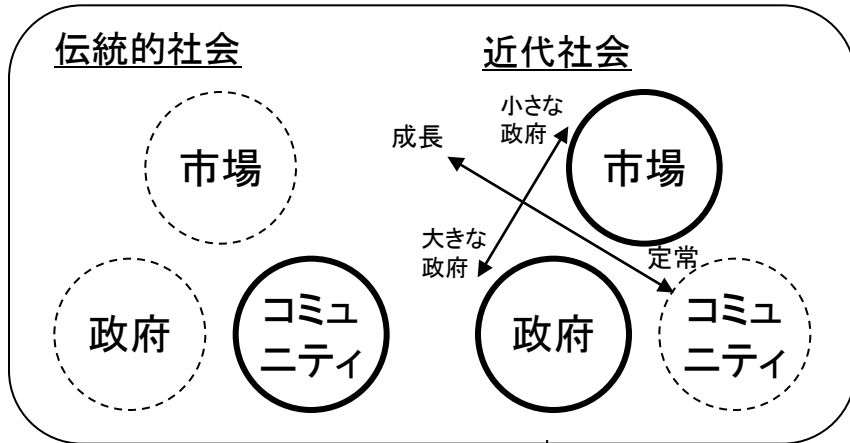 伝統的社会
市場
政府
コミュ
ニティ
近代社会
小さな
政府
成長
市場
大きな
政府
定常
政府
コミュ
ニティ